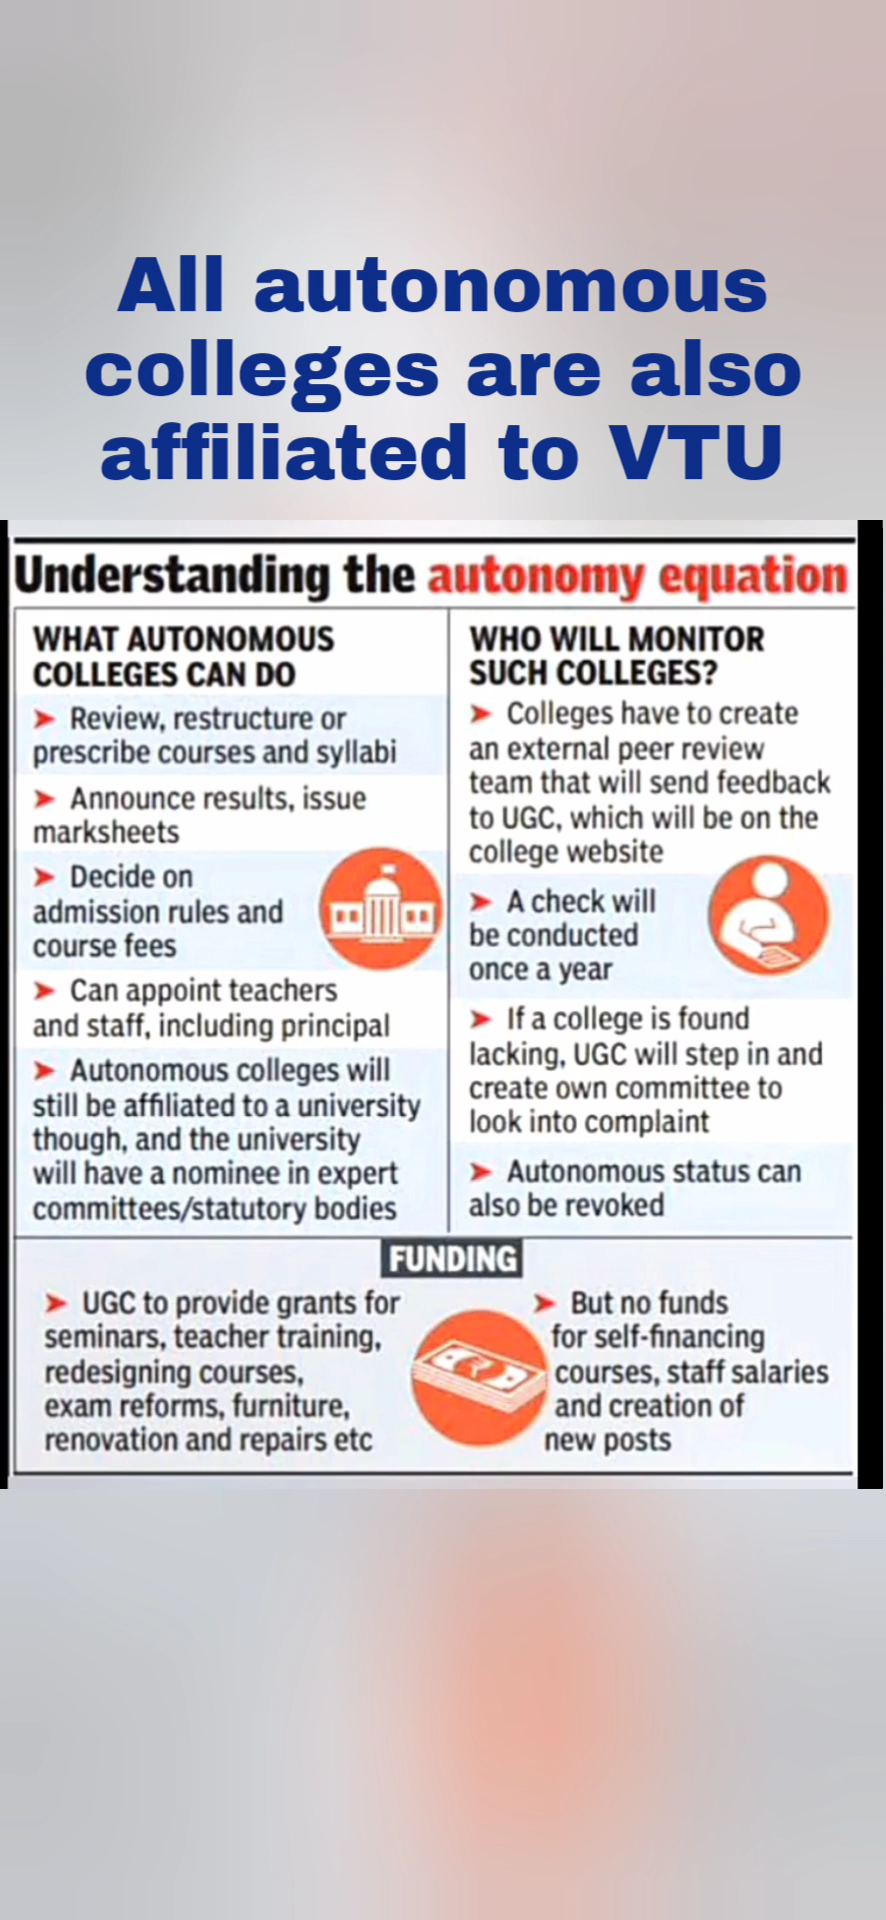 All autonomous
colleges are also
affiliated to VTU
Understanding the autonomy equation
WHAT AUTONOMOUS
COLLEGES CAN DO
➤ Review, restructure or
prescribe courses and syllabi
➤ Announce results, issue
marksheets
➤ Decide on
admission rules and
course fees
➤ Can appoint teachers
and staff, including principal
➤ Autonomous colleges will
still be affiliated to a university
though, and the university
will have a nominee in expert
committees/statutory bodies
WHO WILL MONITOR
SUCH COLLEGES?
➤ Colleges have to create
an external peer review
team that will send feedback
to UGC, which will be on the
college website
➤ A check will
be conducted
once a year
➤ If a college is found
lacking, UGC will step in and
create own committee to
look into complaint
➤ Autonomous status can
also be revoked
FUNDING
➤ UGC to provide grants for
seminars, teacher training,
redesigning courses,
exam reforms, furniture,
renovation and repairs etc
➤ But no funds
for self-financing
courses, staff salaries
and creation of
new posts